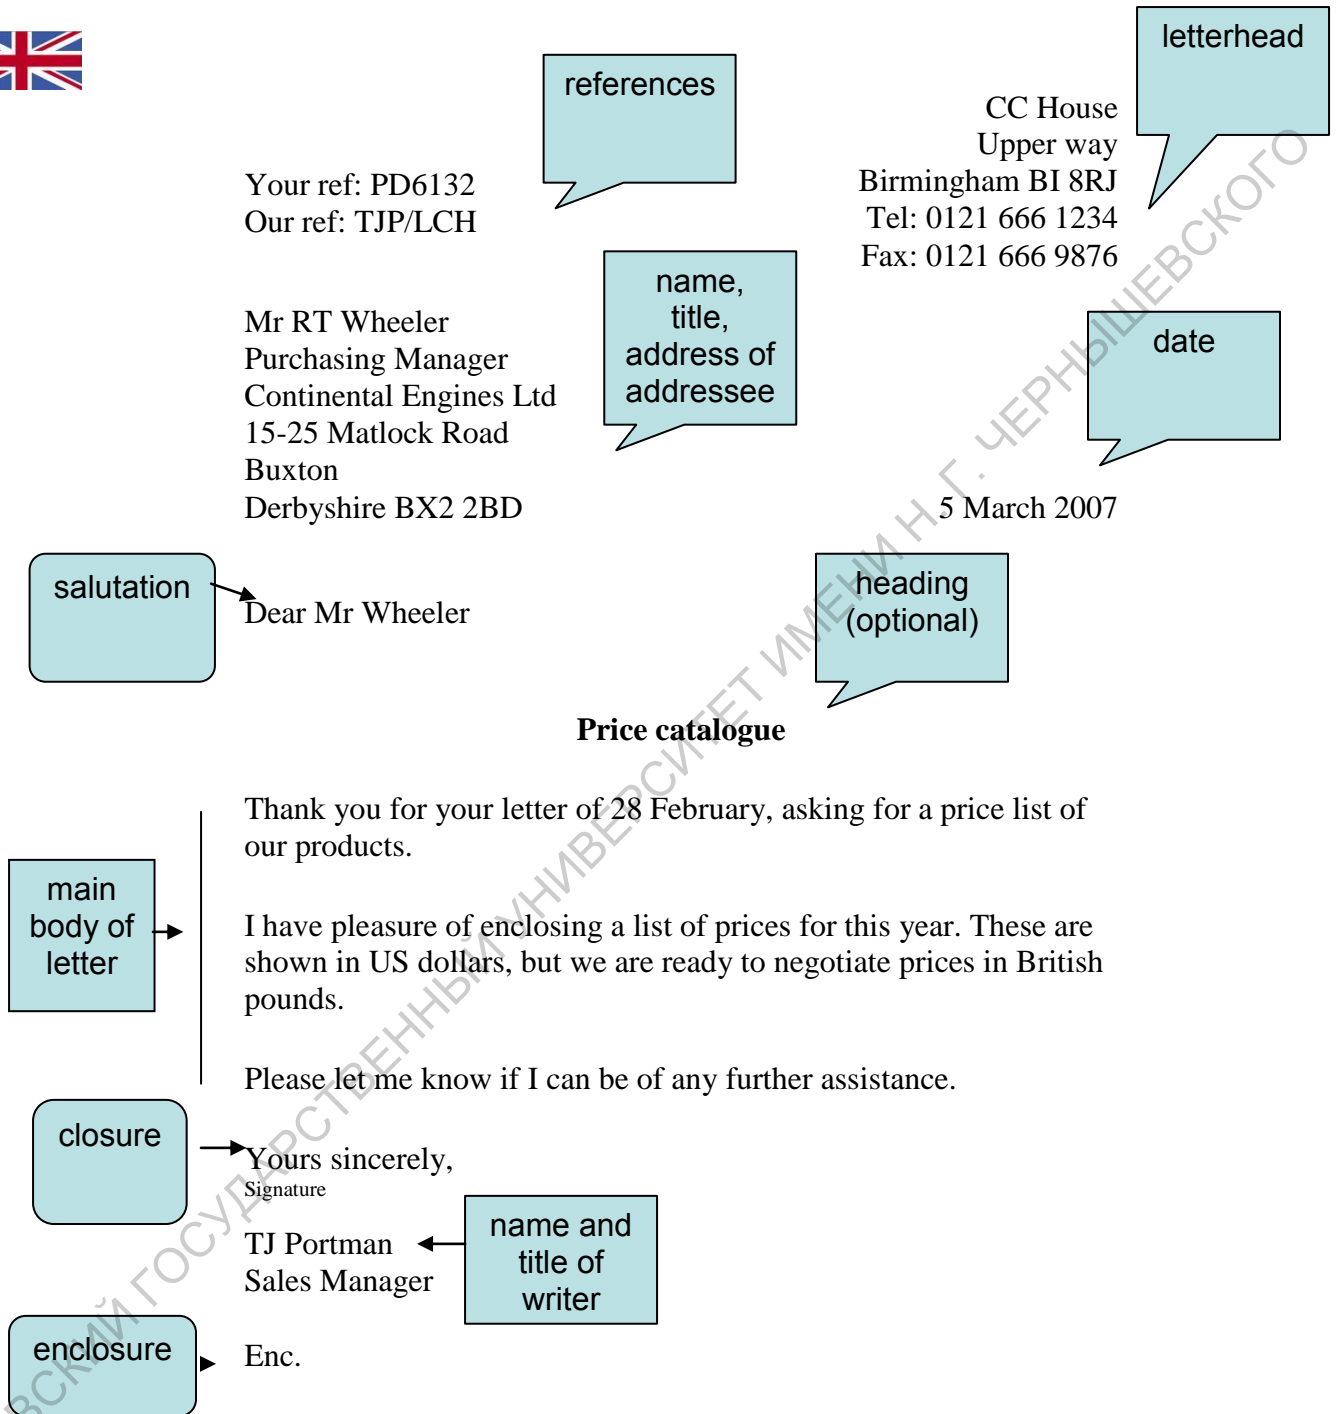 letterhead
references
CC House
Upper way
Birmingham BI 8RJ
Tel: 0121 666 1234
Fax: 0121 666 9876
Your ref: PD6132
Our ref: TJP/LCH
name,
title,
address of
addressee
Mr RT Wheeler
Purchasing Manager
Continental Engines Ltd
15-25 Matlock Road
Buxton
Derbyshire BX2 2BD
date
5 March 2007
salutation
Dear Mr Wheeler
heading
(optional)
Price catalogue
main
body of
letter
Thank you for your letter of 28 February, asking for a price list of
our products.
I have pleasure of enclosing a list of prices for this year. These are
shown in US dollars, but we are ready to negotiate prices in British
pounds.
Please let me know if I can be of any further assistance.
closure
Yours sincerely,
Signature
TJ Portman
Sales Manager
name and
title of
writer
enclosure
Enc.
ГОСУДАРСТВЕННЫЙ УНИВЕРСИТЕТ ИМЕНИ Н. Г. ЧЕРНЫШЕВСКОГО